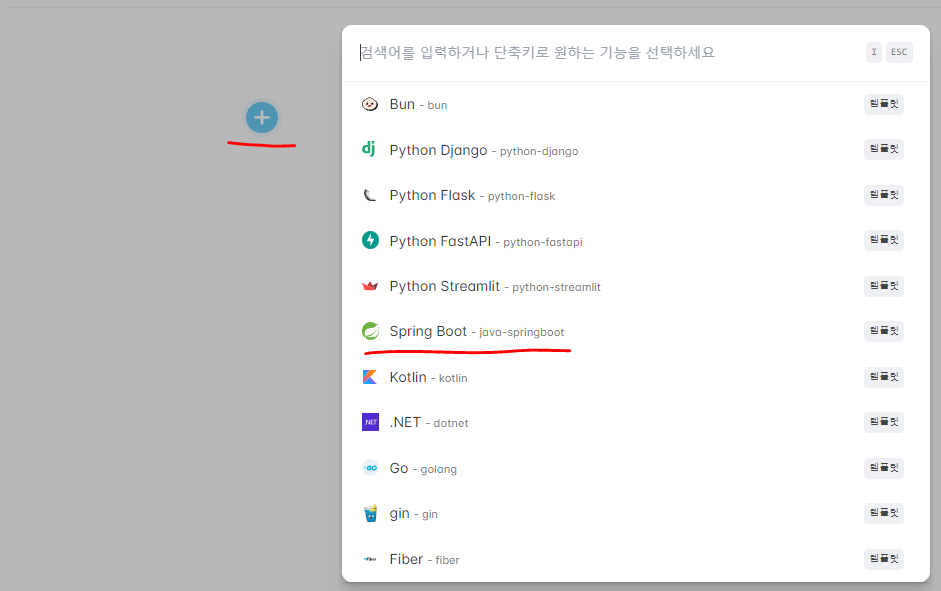 검색어를 입력하거나 단축키로 원하는 기능을 선택하세요 I ESC
Bun - bun 템플릿
dj Python Django - python-django 템플릿
Python Flask - python-flask 템플릿
Python FastAPI - python-fastapi 템플릿
Python Streamlit - python-streamlit 템플릿
Spring Boot - java-springboot 템플릿
Kotlin - kotlin 템플릿
.NET .NET - dotnet 템플릿
GO Go - golang 템플릿
gin - gin 템플릿
Fiber Fiber - fiber 템플릿